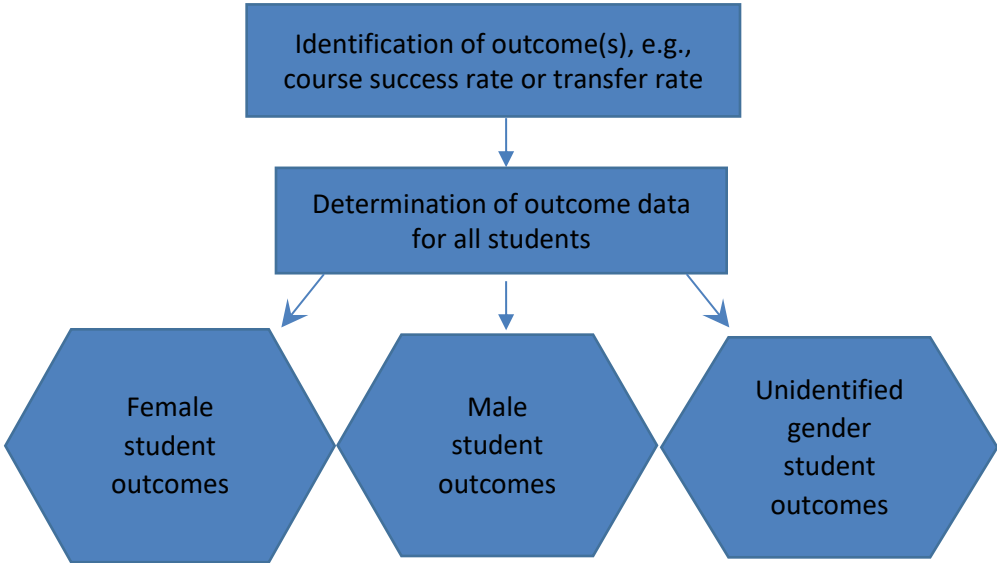 Identification of outcome(s), e.g.,
course success rate or transfer rate
Determination of outcome data
for all students
Female
student
outcomes
Male
student
outcomes
Unidentified
gender
student
outcomes